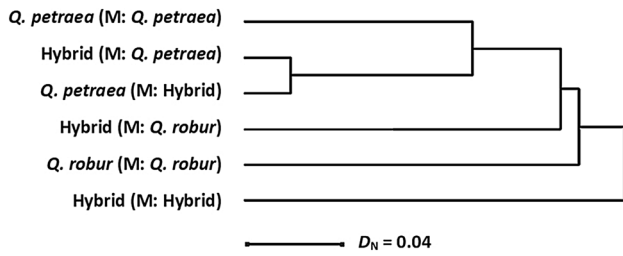 Q. petraea (M: Q. petraea)
Hybrid (M: Q. petraea)
Q. petraea (M: Hybrid)
Hybrid (M: Q. robur)
Q. robur (M: Q. robur)
Hybrid (M: Hybrid)
DN = 0.04